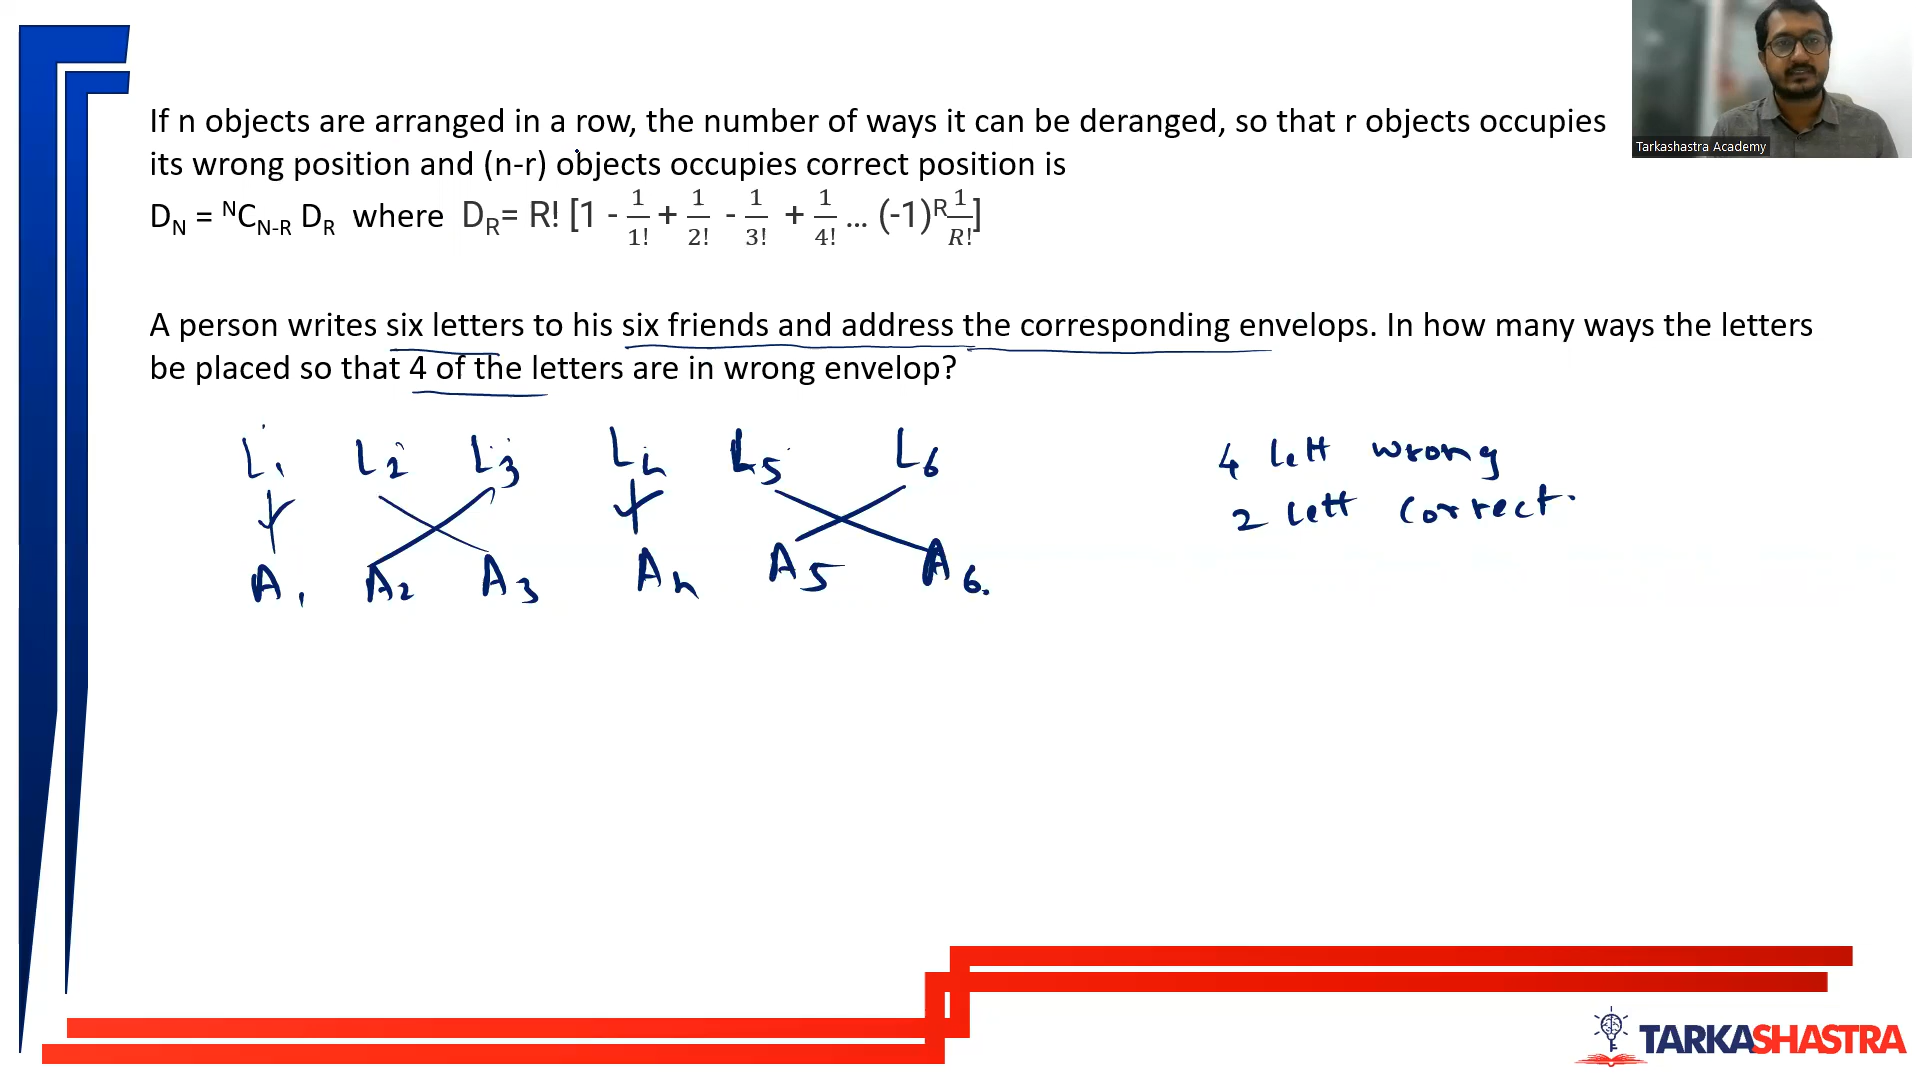 If n objects are arranged in a row, the number of ways it can be deranged, so that r objects occupies
its wrong position and (n-r) objects occupies correct position is
D_N = ^NC_{N-R} D_R where D_R= R! [1 - 1/1! + 1/2! - 1/3! + 1/4! ... (-1)^R 1/R!]
A person writes six letters to his six friends and address the corresponding envelops. In how many ways the letters
be placed so that 4 of the letters are in wrong envelop?
L1 L2 L3 L4 L5 L6
A1 A2 A3 A4 A5 A6.
4 lett wrong
2 lett correct.
Tarkashastra Academy
TARKASHASTRA